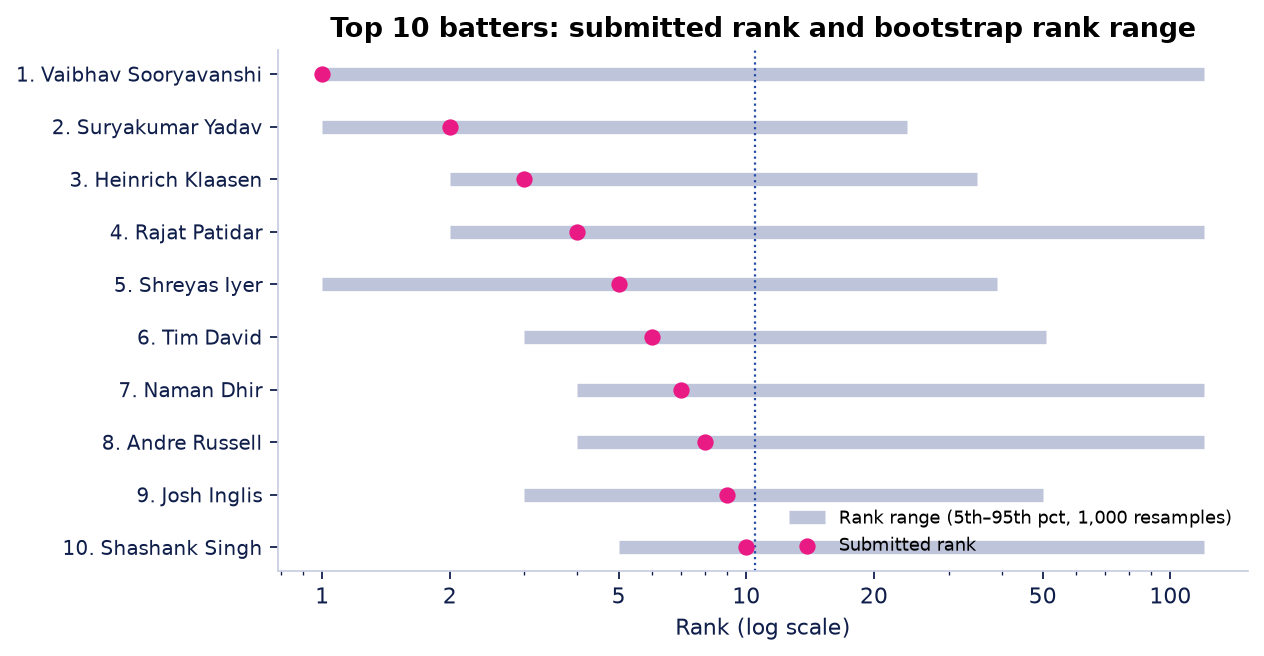 Top 10 batters: submitted rank and bootstrap rank range
1. Vaibhav Sooryavanshi
2. Suryakumar Yadav
3. Heinrich Klaasen
4. Rajat Patidar
5. Shreyas Iyer
6. Tim David
7. Naman Dhir
8. Andre Russell
9. Josh Inglis
10. Shashank Singh
Rank range (5th–95th pct, 1,000 resamples)
Submitted rank
1 2 5 10 20 50 100
Rank (log scale)